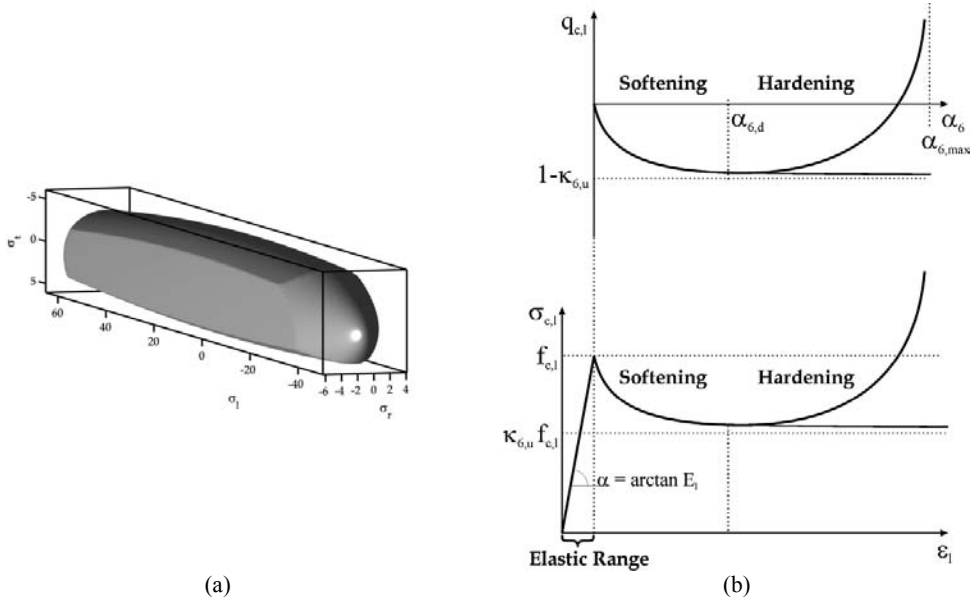 -5
0
5
σt
60
40
20
0
-20
-40
σl
-6 -4 -2 0 2 4
σr
(a)
qc,l
Softening Hardening
α6,d
α6
α6,max
1-κ6,u
σc,l
fc,l
Softening Hardening
κ6,u fc,l
α = arctan El
Elastic Range
εl
(b)